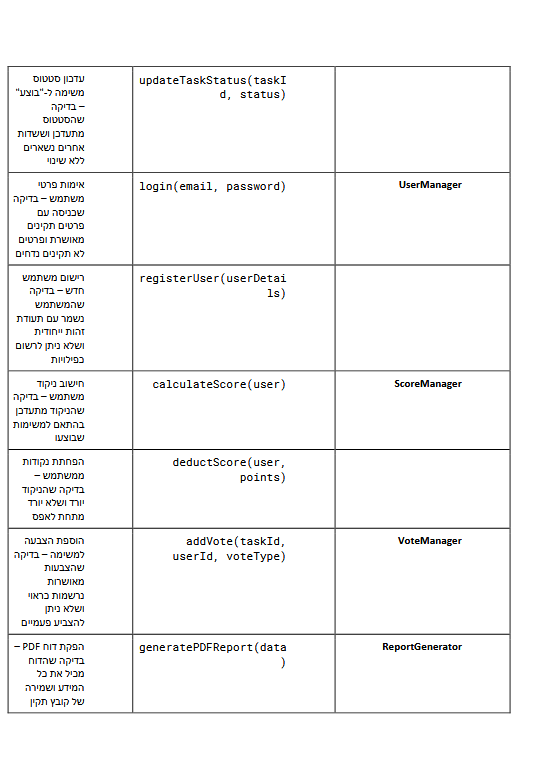 updateTaskStatus(taskI
d, status)
עדכון סטטוס
משימה ל-"בוצע"
– בדיקה
שהסטטוס
מתעדכן וששדות
אחרים נשארים
ללא שינוי
UserManager
login(email, password)
אימות פרטי
משתמש – בדיקה
שכניסה עם
פרטים תקינים
מאושרת ופרטים
לא תקינים נדחים
registerUser(userDetai
ls)
רישום משתמש
חדש – בדיקה
שהמשתמש
נשמר עם תעודת
זהות ייחודית
ושלא ניתן לרשום
כפילויות
ScoreManager
calculateScore(user)
חישוב ניקוד
משתמש – בדיקה
שהניקוד מתעדכן
בהתאם למשימות
שבוצעו
deductScore(user,
points)
הפחתת נקודות
ממשתמש –
בדיקה שהניקוד
יורד ושלא יורד
מתחת לאפס
VoteManager
addVote(taskId,
userId, voteType)
הוספת הצבעה
למשימה – בדיקה
שהצבעות
מאושרות
נרשמות כראוי
ושלא ניתן
להצביע פעמיים
ReportGenerator
generatePDFReport(data
)
הפקת דוח PDF –
בדיקה שהדוח
מכיל את כל
המידע ושמירה
של קובץ תקין